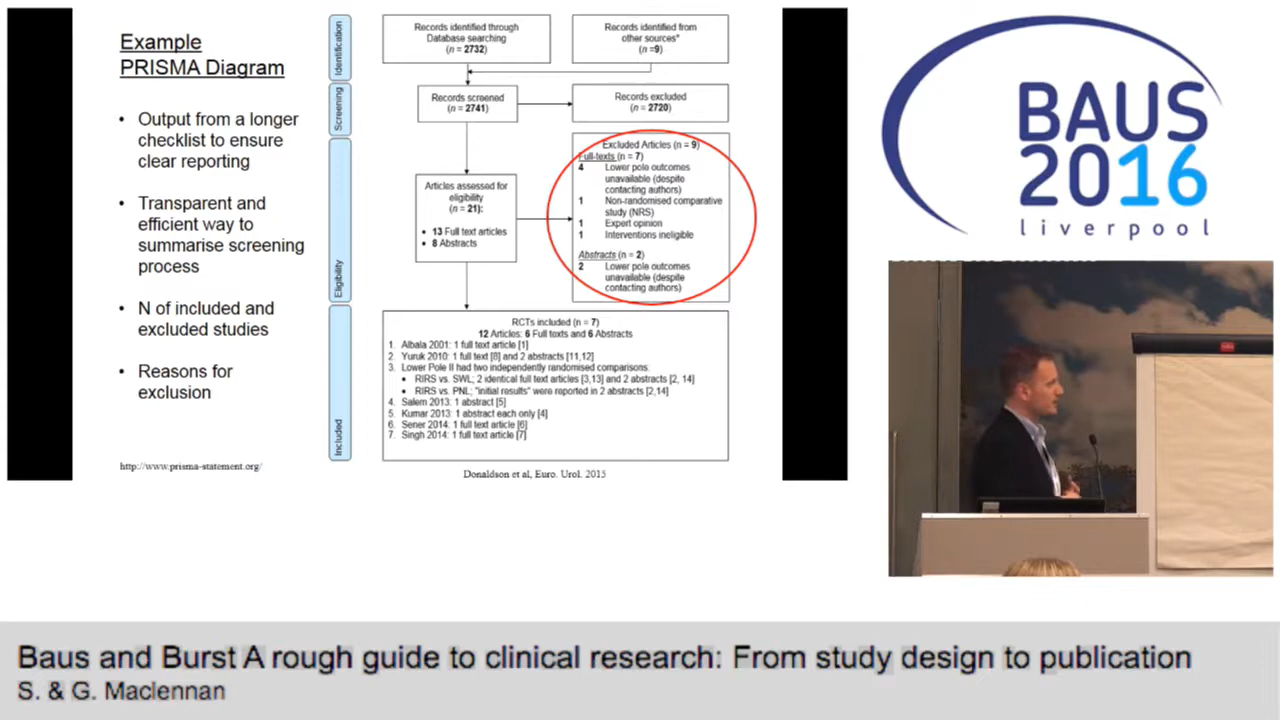 Example
PRISMA Diagram
• Output from a longer
checklist to ensure
clear reporting
• Transparent and
efficient way to
summarise screening
process
• N of included and
excluded studies
• Reasons for
exclusion
http://www.prisma-statement.org/
Identification
Screening
Eligibility
Included
Records identified through
Database searching
(n = 2732)
Records identified from
other sources*
(n =9)
Records screened
(n = 2741)
Records excluded
(n = 2720)
Articles assessed for
eligibility
(n = 21):
• 13 Full text articles
• 8 Abstracts
Excluded Articles (n = 9)
Full-texts (n = 7)
4 Lower pole outcomes
unavailable (despite
contacting authors)
1 Non-randomised comparative
study (NRS)
1 Expert opinion
1 Interventions ineligible
Abstracts (n = 2)
2 Lower pole outcomes
unavailable (despite
contacting authors)
RCTs included (n = 7)
12 Articles: 6 Full texts and 6 Abstracts
1. Albala 2001: 1 full text article [1]
2. Yuruk 2010: 1 full text [8] and 2 abstracts [11,12]
3. Lower Pole II had two independently randomised comparisons:
• RIRS vs. SWL; 2 identical full text articles [3,13] and 2 abstracts [2, 14]
• RIRS vs. PNL; "initial results" were reported in 2 abstracts [2,14]
4. Salem 2013: 1 abstract [5]
5. Kumar 2013: 1 abstract each only [4]
6. Sener 2014: 1 full text article [6]
7. Singh 2014: 1 full text article [7]
Donaldson et al, Euro. Urol. 2015
BAUS
2016
liverpool
Baus and Burst A rough guide to clinical research: From study design to publication
S. & G. Maclennan